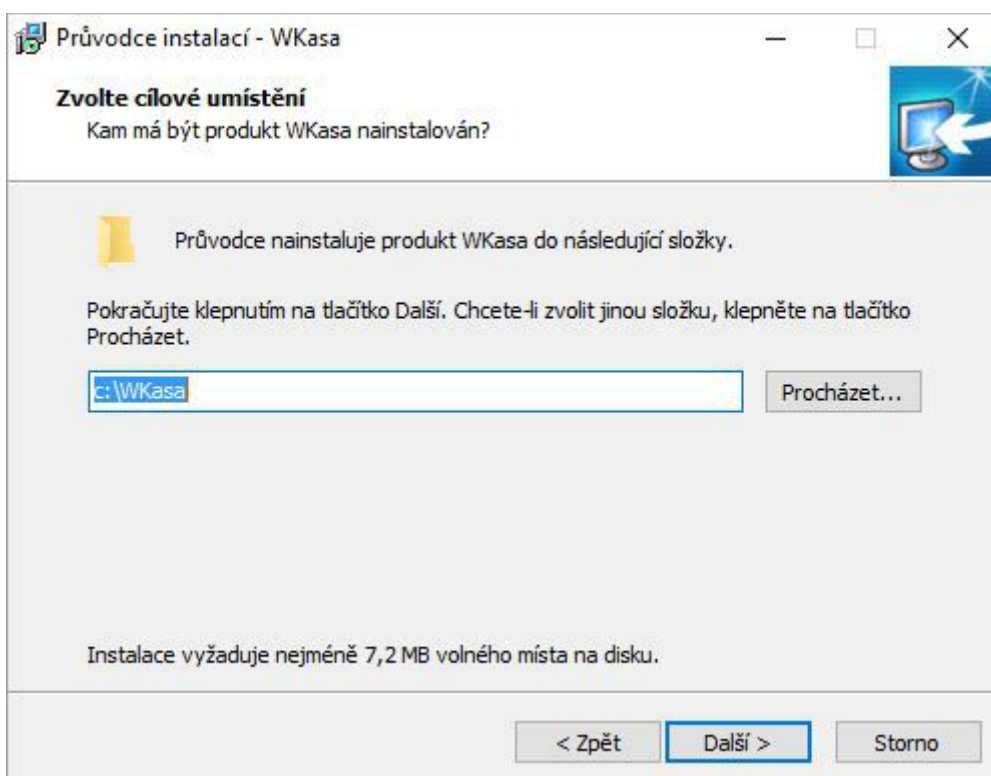 Průvodce instalací - WKasa
Zvolte cílové umístění
Kam má být produkt WKasa nainstalován?
Průvodce nainstaluje produkt WKasa do následující složky.
Pokračujte klepnutím na tlačítko Další. Chcete-li zvolit jinou složku, klepněte na tlačítko
Procházet.
c:\WKasa
Procházet...
Instalace vyžaduje nejméně 7,2 MB volného místa na disku.
< Zpět
Další >
Storno